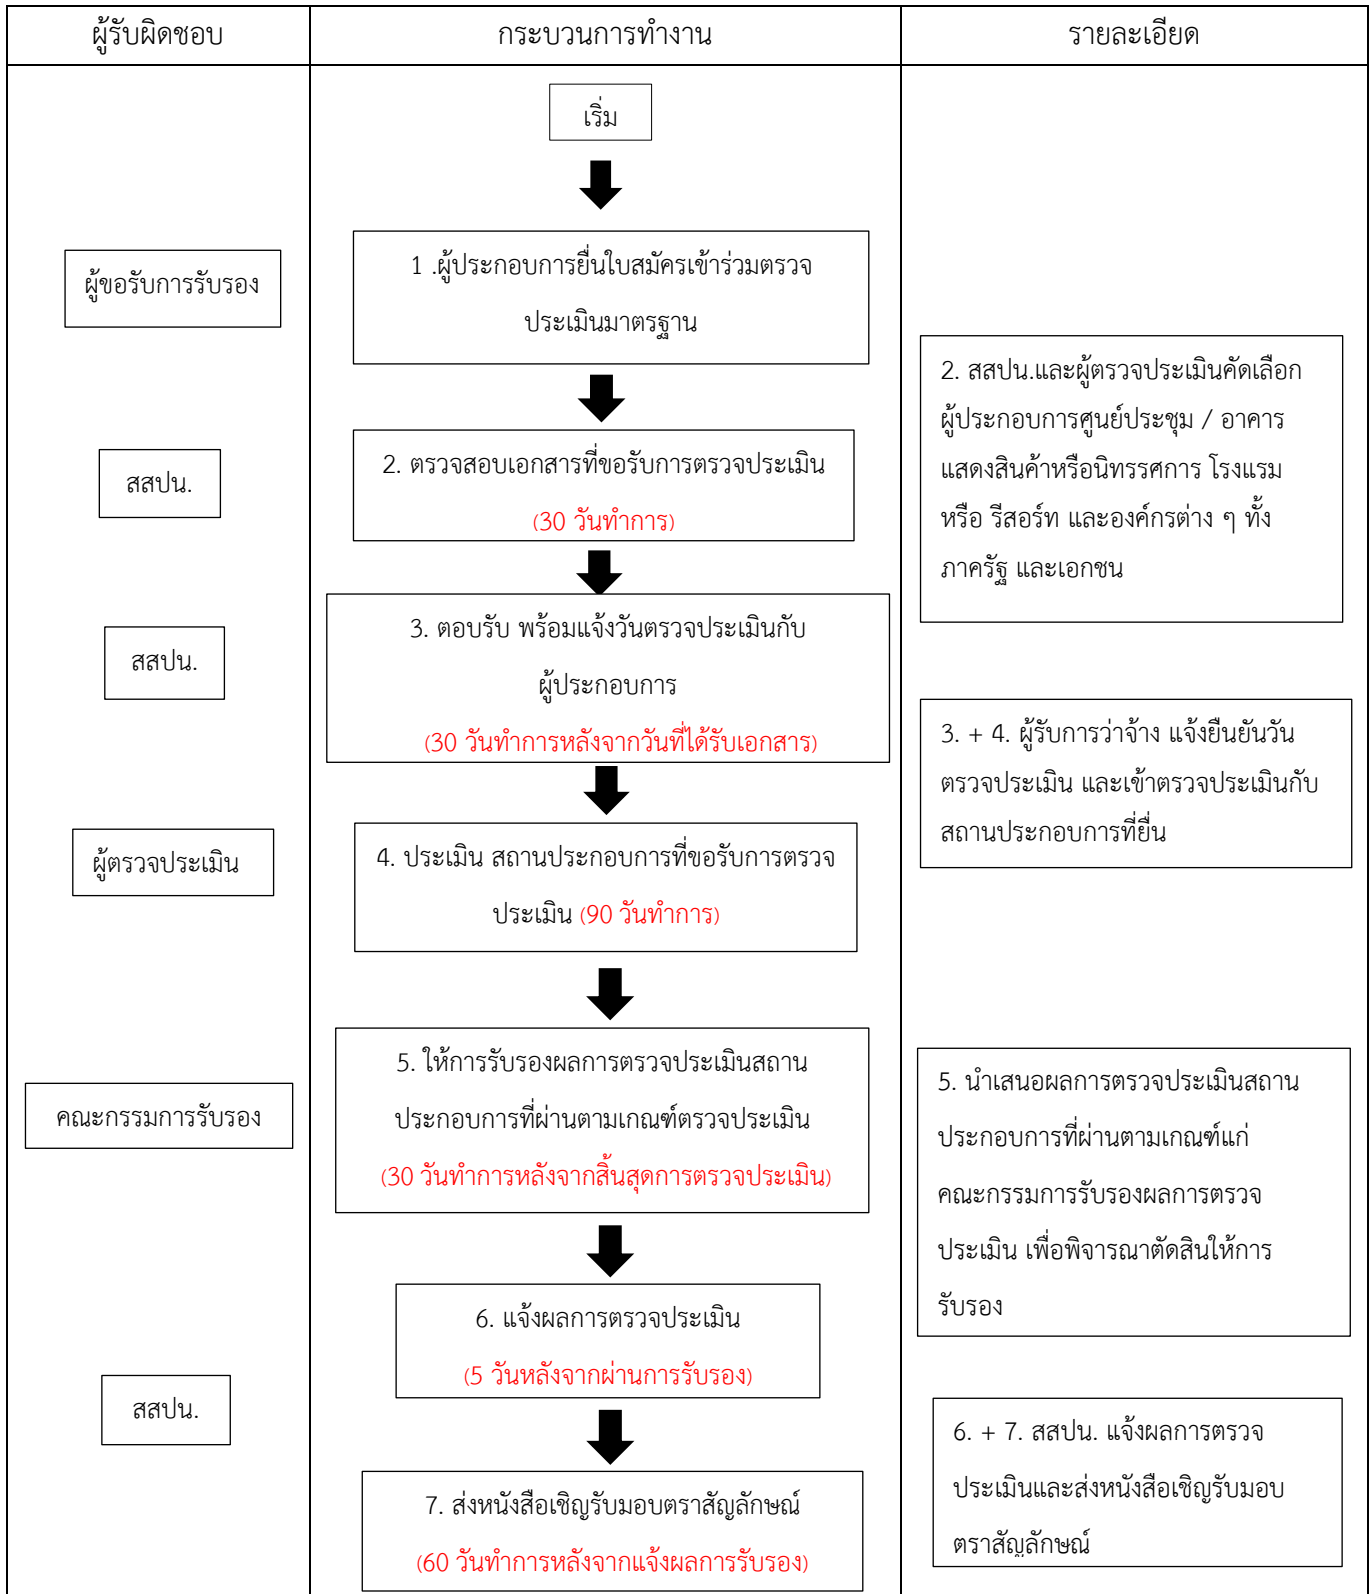 ผู้รับผิดชอบ
กระบวนการทำงาน
รายละเอียด
เริ่ม
ผู้ขอรับการรับรอง
1 .ผู้ประกอบการยื่นใบสมัครเข้าร่วมตรวจ
ประเมินมาตรฐาน
สสปน.
2. ตรวจสอบเอกสารที่ขอรับการตรวจประเมิน
(30 วันทำการ)
2. สสปน.และผู้ตรวจประเมินคัดเลือก
ผู้ประกอบการศูนย์ประชุม / อาคาร
แสดงสินค้าหรือนิทรรศการ โรงแรม
หรือ รีสอร์ท และองค์กรต่าง ๆ ทั้ง
ภาครัฐ และเอกชน
สสปน.
3. ตอบรับ พร้อมแจ้งวันตรวจประเมินกับ
ผู้ประกอบการ
(30 วันทำการหลังจากวันที่ได้รับเอกสาร)
3. + 4. ผู้รับการว่าจ้าง แจ้งยืนยันวัน
ตรวจประเมิน และเข้าตรวจประเมินกับ
สถานประกอบการที่ยื่น
ผู้ตรวจประเมิน
4. ประเมิน สถานประกอบการที่ขอรับการตรวจ
ประเมิน (90 วันทำการ)
คณะกรรมการรับรอง
5. ให้การรับรองผลการตรวจประเมินสถาน
ประกอบการที่ผ่านตามเกณฑ์ตรวจประเมิน
(30 วันทำการหลังจากสิ้นสุดการตรวจประเมิน)
5. นำเสนอผลการตรวจประเมินสถาน
ประกอบการที่ผ่านตามเกณฑ์แก่
คณะกรรมการรับรองผลการตรวจ
ประเมิน เพื่อพิจารณาตัดสินให้การ
รับรอง
สสปน.
6. แจ้งผลการตรวจประเมิน
(5 วันหลังจากผ่านการรับรอง)
7. ส่งหนังสือเชิญรับมอบตราสัญลักษณ์
(60 วันทำการหลังจากแจ้งผลการรับรอง)
6. + 7. สสปน. แจ้งผลการตรวจ
ประเมินและส่งหนังสือเชิญรับมอบ
ตราสัญลักษณ์